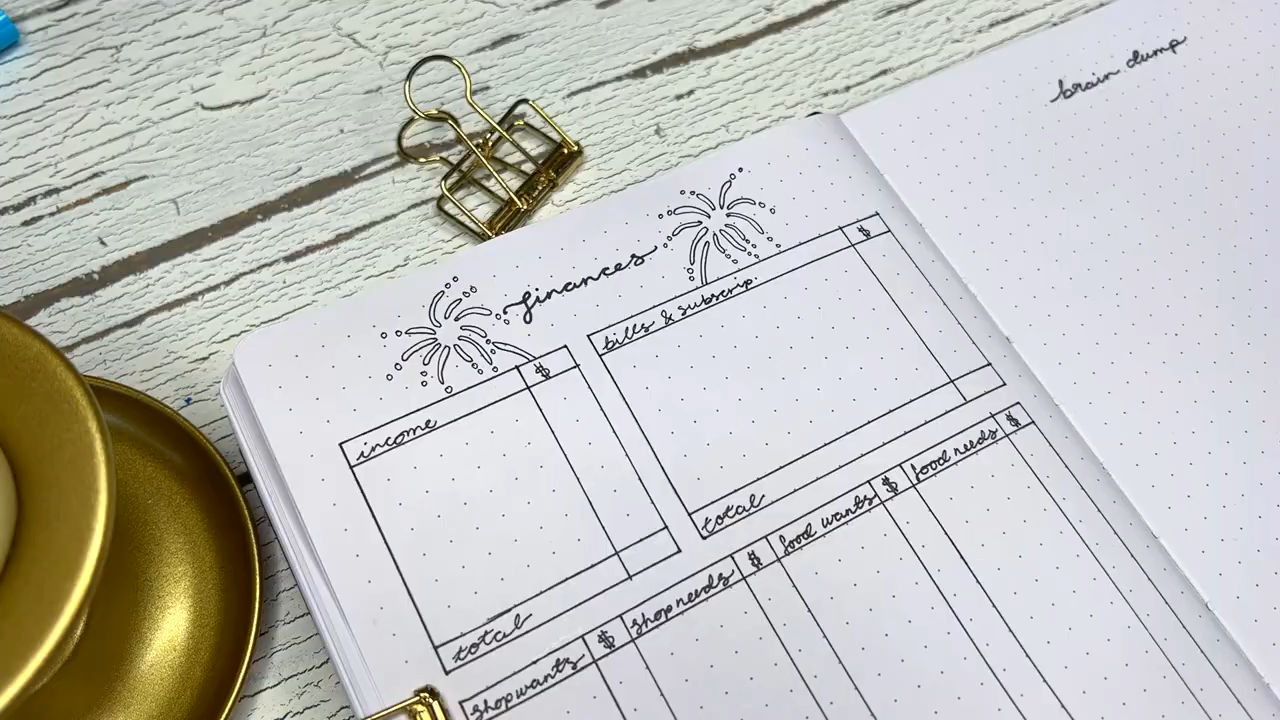 brain dump
finances
bills & subscrip. $
income $
total
total
shop wants $ shop needs $ food wants $ food needs $